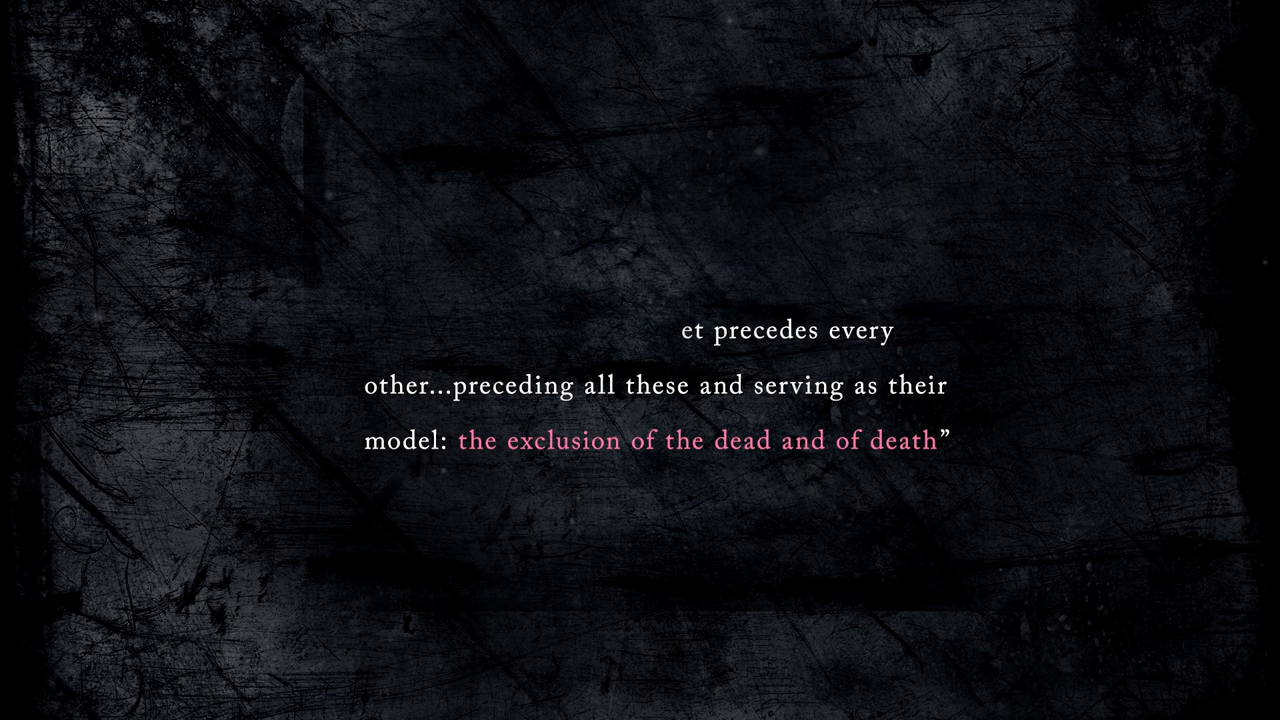 et precedes every
other...preceding all these and serving as their
model: the exclusion of the dead and of death”